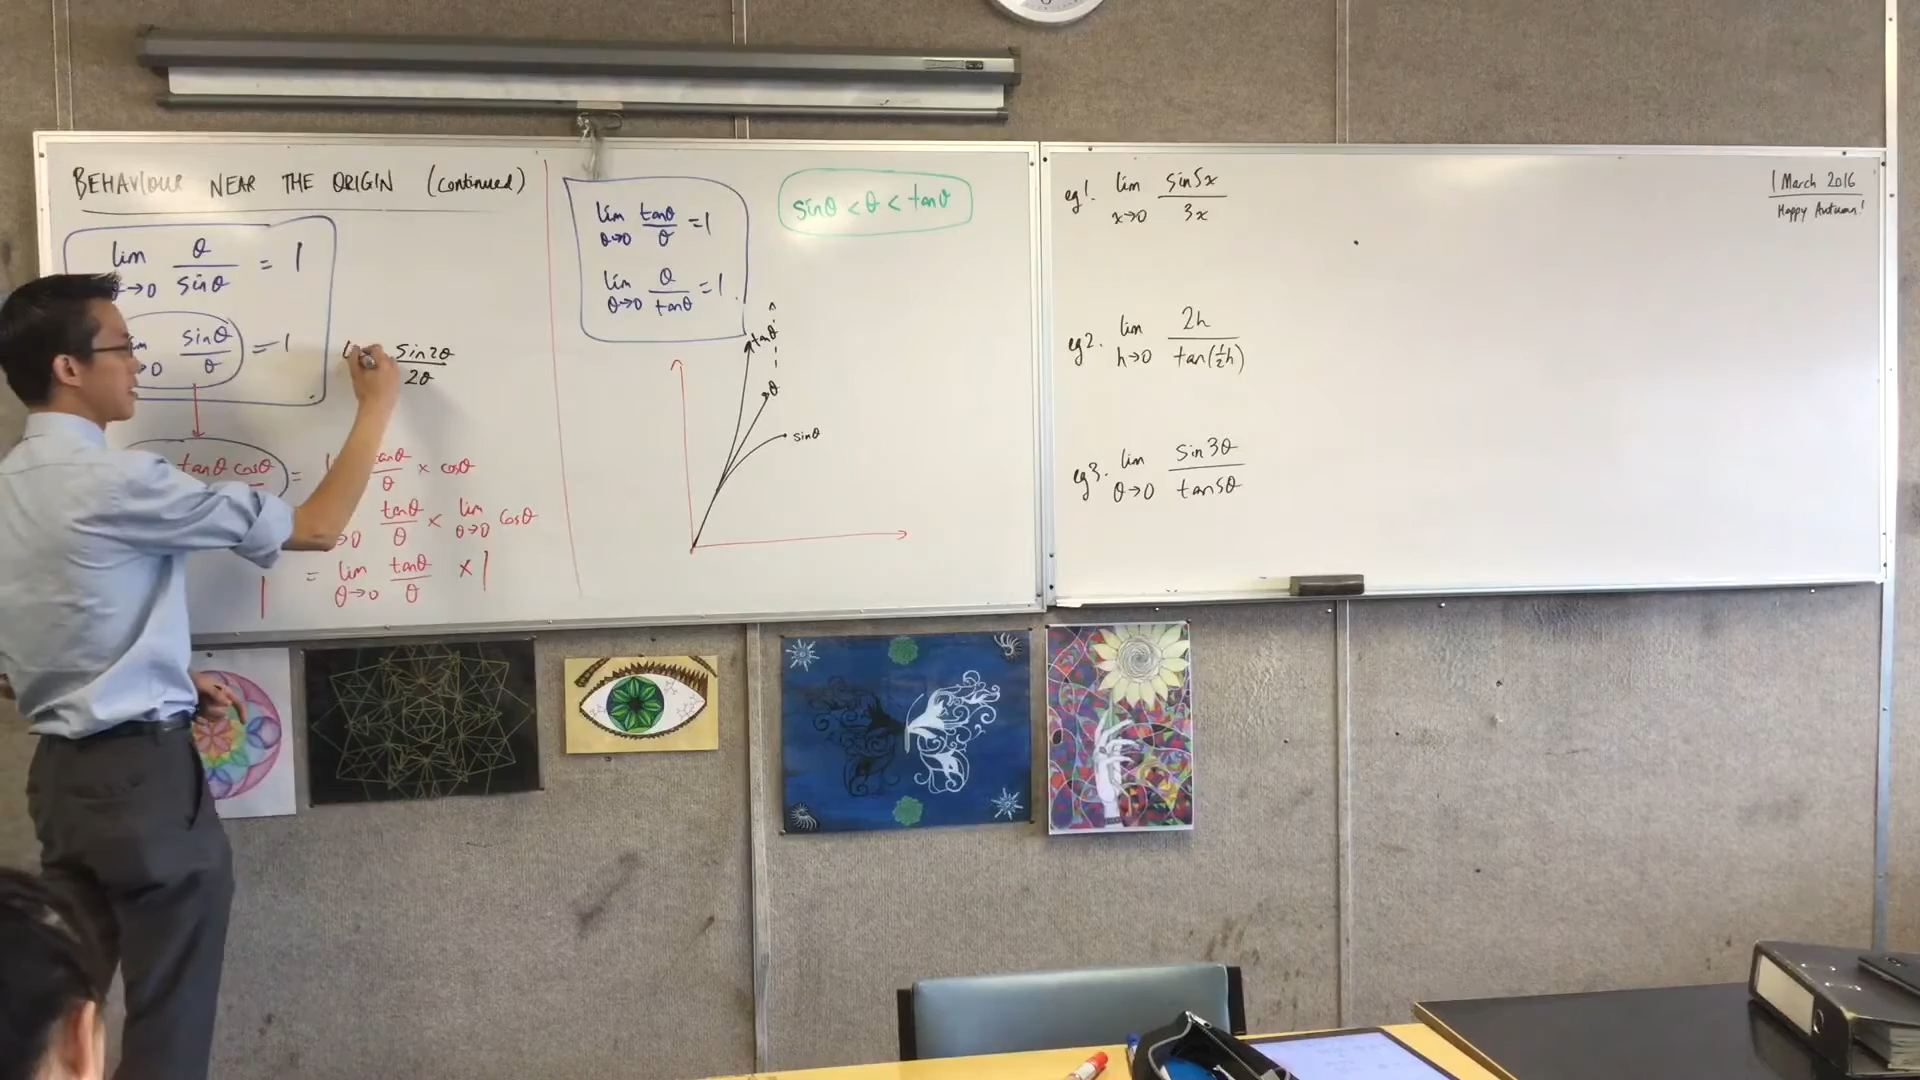 BEHAVIOUR NEAR THE ORIGIN (continued)
lim θ→0 θ/sinθ = 1
sinθ/θ = 1
sin2θ/2θ
tanθ cosθ = tanθ/θ × cosθ
tanθ/θ × lim θ→0 cosθ
1 = lim θ→0 tanθ/θ × 1
lim θ→0 tanθ/θ = 1
lim θ→0 θ/tanθ = 1.
sinθ < θ < tanθ
tanθ
θ
sinθ
eg1. lim x→0 sin5x/3x
eg2. lim h→0 2h/tan(½h)
eg3. lim θ→0 sin3θ/tan5θ
1 March 2016
Happy Autumn!